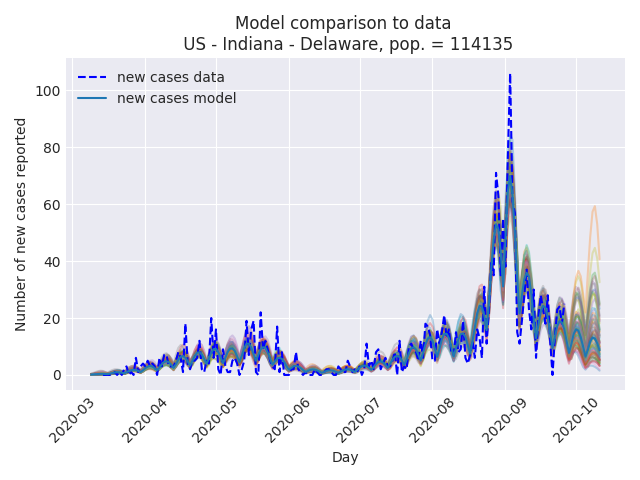 Model comparison to data
US - Indiana - Delaware, pop. = 114135
new cases data
new cases model
Number of new cases reported
100
80
60
40
20
0
2020-03
2020-04
2020-05
2020-06
2020-07
2020-08
2020-09
2020-10
Day